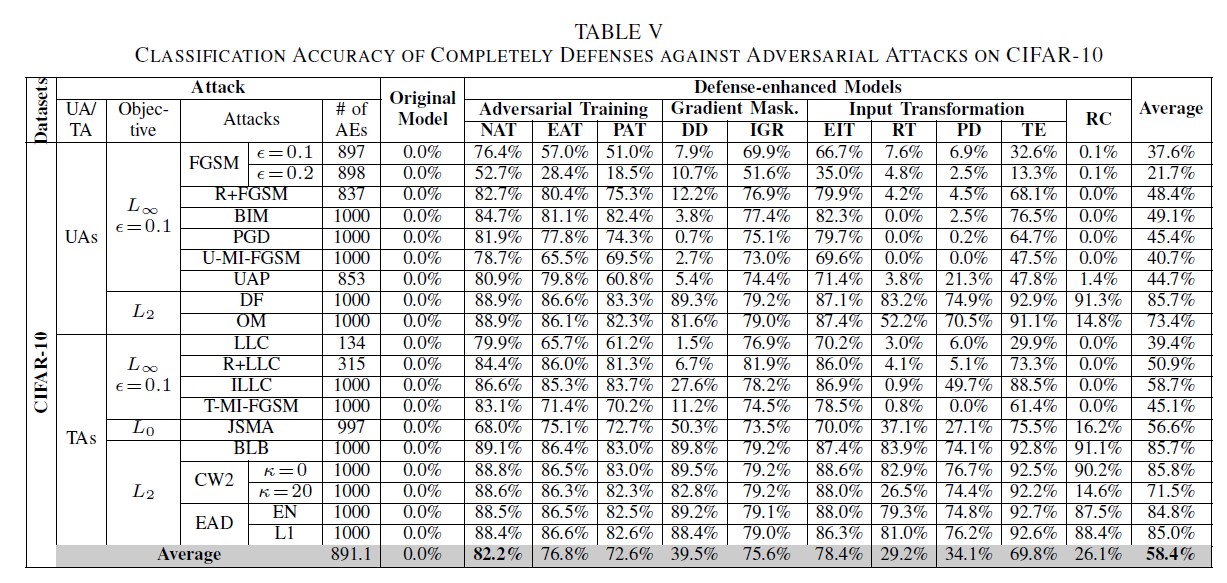 TABLE V
CLASSIFICATION ACCURACY OF COMPLETELY DEFENSES AGAINST ADVERSARIAL ATTACKS ON CIFAR-10
Datasets Attack Original Model Defense-enhanced Models Average
UA/TA Objective Attacks # of AEs Adversarial Training Gradient Mask. Input Transformation RC
NAT EAT PAT DD IGR EIT RT PD TE
CIFAR-10
UAs L∞ ϵ=0.1 FGSM ϵ=0.1 897 0.0% 76.4% 57.0% 51.0% 7.9% 69.9% 66.7% 7.6% 6.9% 32.6% 0.1% 37.6%
ϵ=0.2 898 0.0% 52.7% 28.4% 18.5% 10.7% 51.6% 35.0% 4.8% 2.5% 13.3% 0.1% 21.7%
R+FGSM 837 0.0% 82.7% 80.4% 75.3% 12.2% 76.9% 79.9% 4.2% 4.5% 68.1% 0.0% 48.4%
BIM 1000 0.0% 84.7% 81.1% 82.4% 3.8% 77.4% 82.3% 0.0% 2.5% 76.5% 0.0% 49.1%
PGD 1000 0.0% 81.9% 77.8% 74.3% 0.7% 75.1% 79.7% 0.0% 0.2% 64.7% 0.0% 45.4%
U-MI-FGSM 1000 0.0% 78.7% 65.5% 69.5% 2.7% 73.0% 69.6% 0.0% 0.0% 47.5% 0.0% 40.7%
UAP 853 0.0% 80.9% 79.8% 60.8% 5.4% 74.4% 71.4% 3.8% 21.3% 47.8% 1.4% 44.7%
L2 DF 1000 0.0% 88.9% 86.6% 83.3% 89.3% 79.2% 87.1% 83.2% 74.9% 92.9% 91.3% 85.7%
OM 1000 0.0% 88.9% 86.1% 82.3% 81.6% 79.0% 87.4% 52.2% 70.5% 91.1% 14.8% 73.4%
TAs L∞ ϵ=0.1 LLC 134 0.0% 79.9% 65.7% 61.2% 1.5% 76.9% 70.2% 3.0% 6.0% 29.9% 0.0% 39.4%
R+LLC 315 0.0% 84.4% 86.0% 81.3% 6.7% 81.9% 86.0% 4.1% 5.1% 73.3% 0.0% 50.9%
ILLC 1000 0.0% 86.6% 85.3% 83.7% 27.6% 78.2% 86.9% 0.9% 49.7% 88.5% 0.0% 58.7%
T-MI-FGSM 1000 0.0% 83.1% 71.4% 70.2% 11.2% 74.5% 78.5% 0.8% 0.0% 61.4% 0.0% 45.1%
L0 JSMA 997 0.0% 68.0% 75.1% 72.7% 50.3% 73.5% 70.0% 37.1% 27.1% 75.5% 16.2% 56.6%
L2 BLB 1000 0.0% 89.1% 86.4% 83.0% 89.8% 79.2% 87.4% 83.9% 74.1% 92.8% 91.1% 85.7%
CW2 κ=0 1000 0.0% 88.8% 86.5% 83.0% 89.5% 79.2% 88.6% 82.9% 76.7% 92.5% 90.2% 85.8%
κ=20 1000 0.0% 88.6% 86.3% 82.3% 82.8% 79.2% 88.0% 26.5% 74.4% 92.2% 14.6% 71.5%
EAD EN 1000 0.0% 88.5% 86.5% 82.5% 89.2% 79.1% 88.0% 79.3% 74.8% 92.7% 87.5% 84.8%
L1 1000 0.0% 88.4% 86.6% 82.6% 88.4% 79.0% 86.3% 81.0% 76.2% 92.6% 88.4% 85.0%
Average 891.1 0.0% 82.2% 76.8% 72.6% 39.5% 75.6% 78.4% 29.2% 34.1% 69.8% 26.1% 58.4%